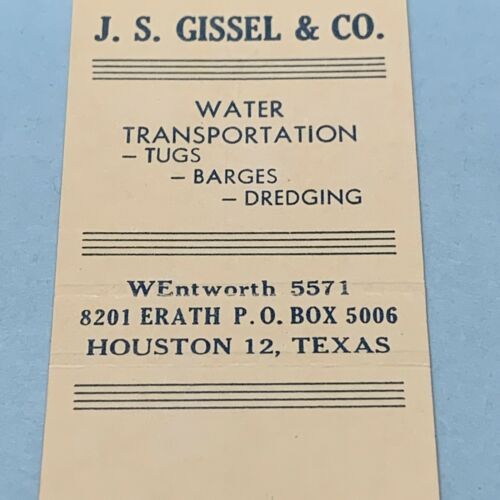 J. S. GISSEL & CO.
WATER
TRANSPORTATION
– TUGS
– BARGES
– DREDGING
WEntworth 5571
8201 ERATH P. O. BOX 5006
HOUSTON 12, TEXAS